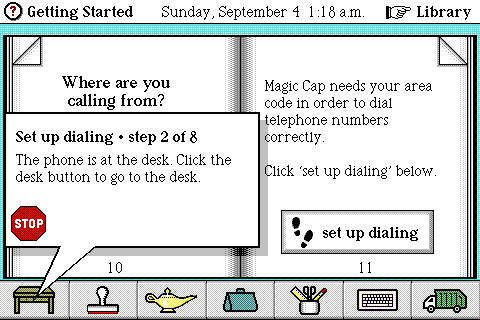 Getting Started
Sunday, September 4 1:18 a.m.
Library
Where are you
calling from?
Set up dialing • step 2 of 8
The phone is at the desk. Click the
desk button to go to the desk.
STOP
10
Magic Cap needs your area
code in order to dial
telephone numbers
correctly.
Click ‘set up dialing’ below.
set up dialing
11